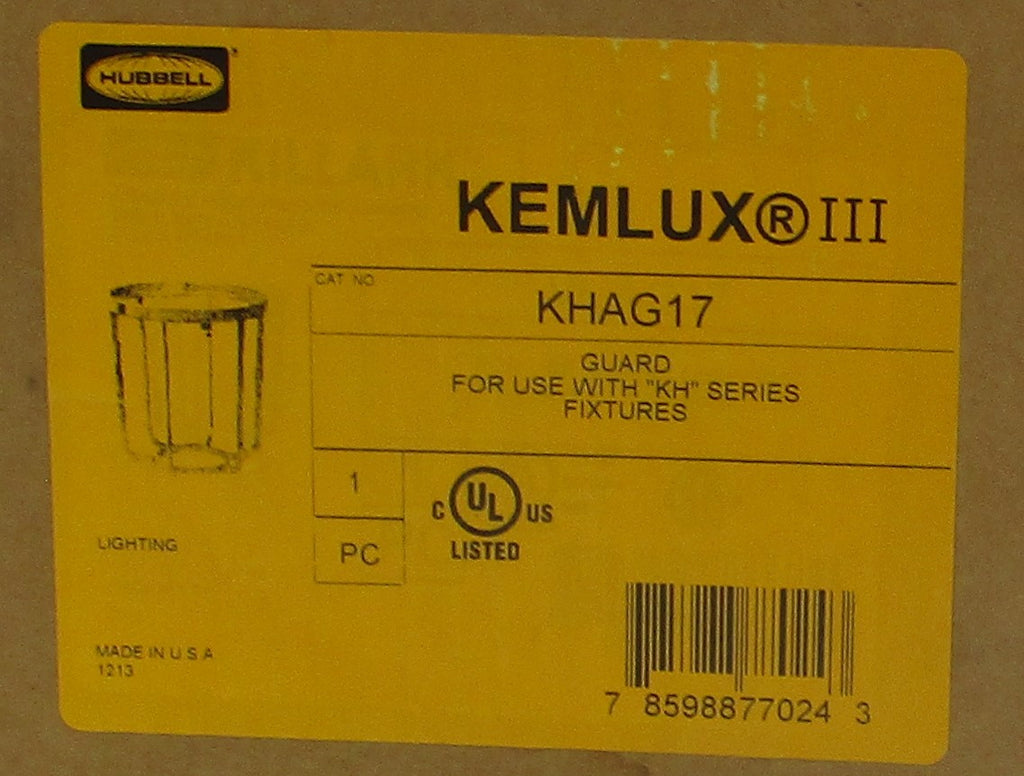 HUBBELL
KEMLUX® III
CAT NO
KHAG17
GUARD
FOR USE WITH "KH" SERIES
FIXTURES
1
PC
C UL US
LISTED
LIGHTING
MADE IN U S A
1213
7 8598877024 3